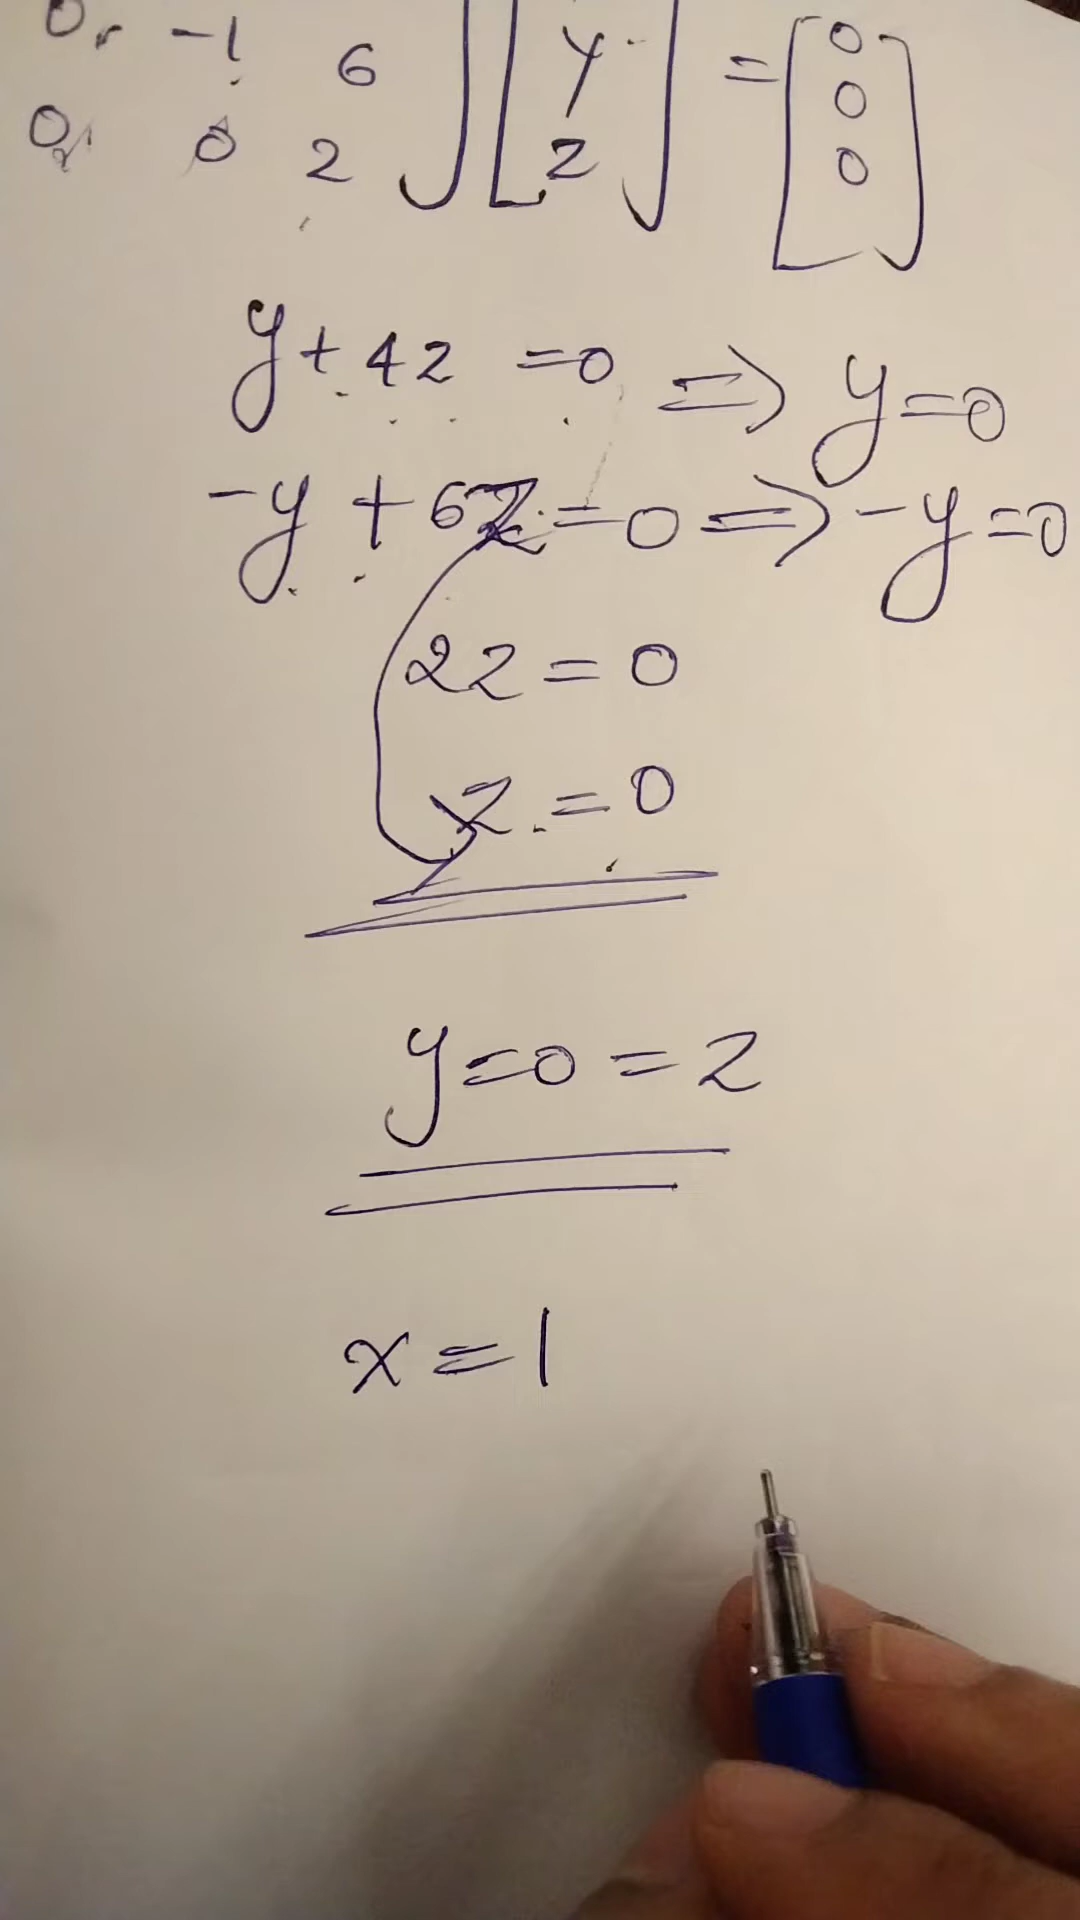 0 -1 6 Y = 0
0 0 2 Z 0
0
y + 4z = 0 ⇒ y = 0
-y + 6z = 0 ⇒ -y = 0
2z = 0
z = 0
y = 0 = z
x = 1